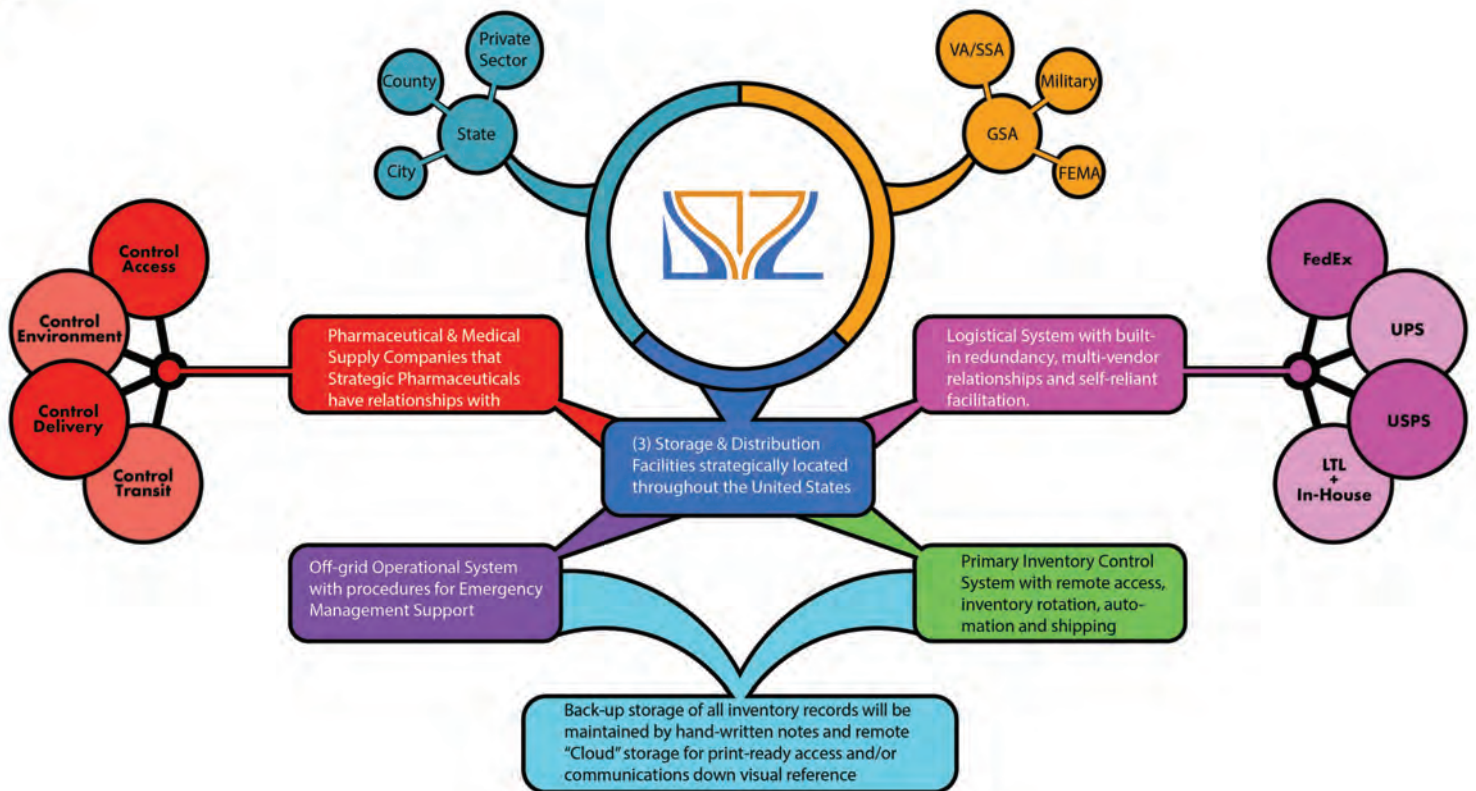 Private
Sector
County
State
City
VA/SSA
Military
GSA
FEMA
Control
Access
Control
Environment
Control
Delivery
Control
Transit
Pharmaceutical & Medical
Supply Companies that
Strategic Pharmaceuticals
have relationships with
Logistical System with built-
in redundancy, multi-vendor
relationships and self-reliant
facilitation.
FedEx
UPS
USPS
LTL
+
In-House
(3) Storage & Distribution
Facilities strategically located
throughout the United States
Off-grid Operational System
with procedures for Emergency
Management Support
Primary Inventory Control
System with remote access,
inventory rotation, auto-
mation and shipping
Back-up storage of all inventory records will be
maintained by hand-written notes and remote
“Cloud” storage for print-ready access and/or
communications down visual reference